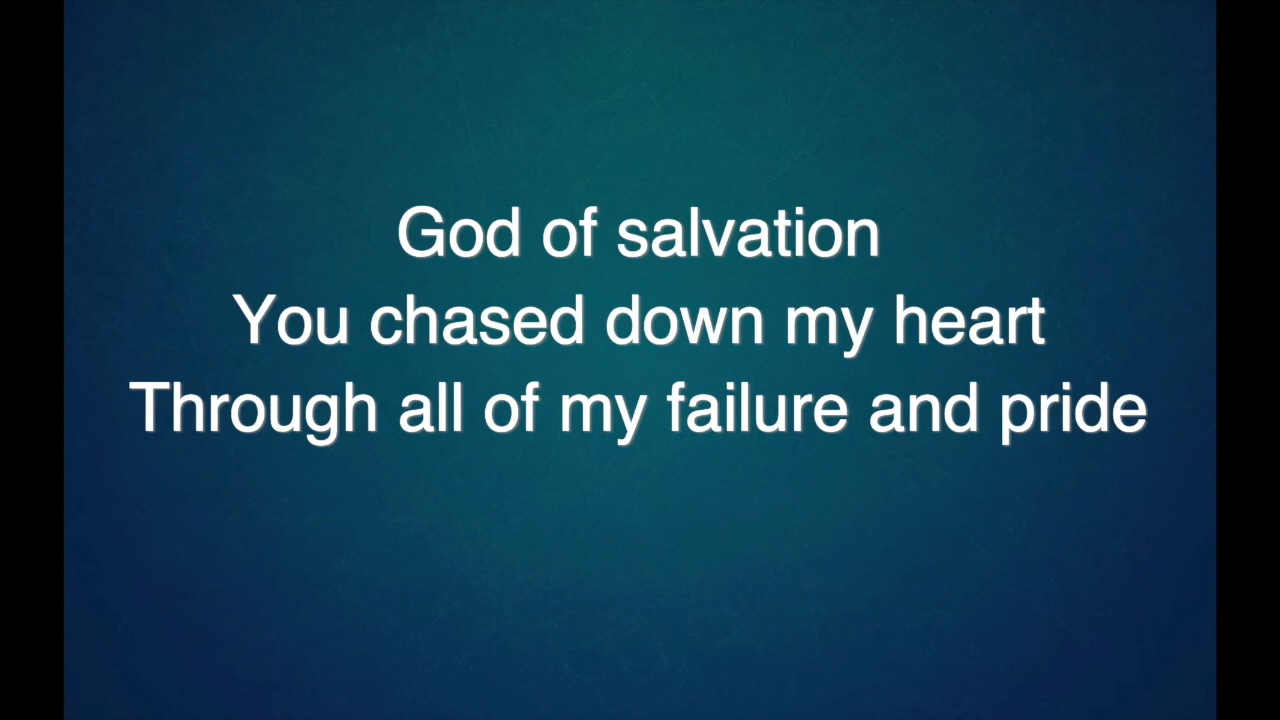 God of salvation
You chased down my heart
Through all of my failure and pride